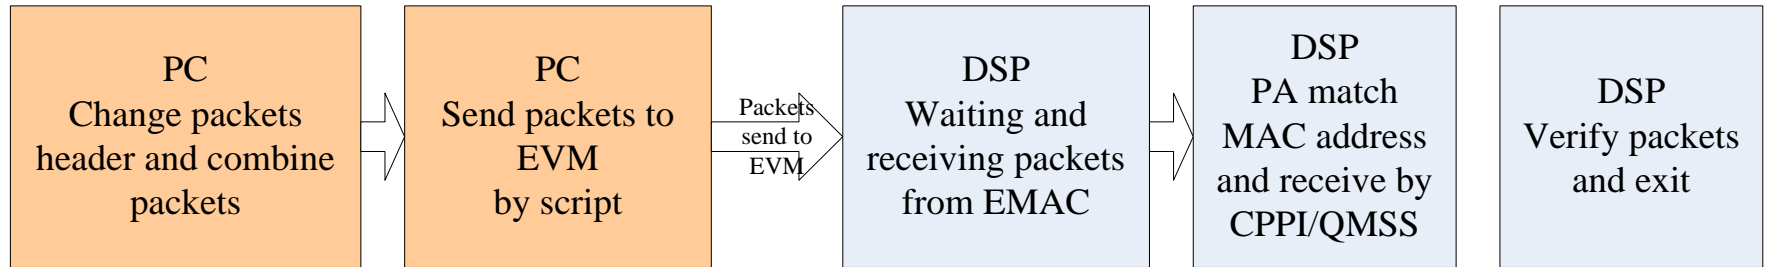 PC
Change packets
header and combine
packets
PC
Send packets to
EVM
by script
Packets
send to
EVM
DSP
Waiting and
receiving packets
from EMAC
DSP
PA match
MAC address
and receive by
CPPI/QMSS
DSP
Verify packets
and exit